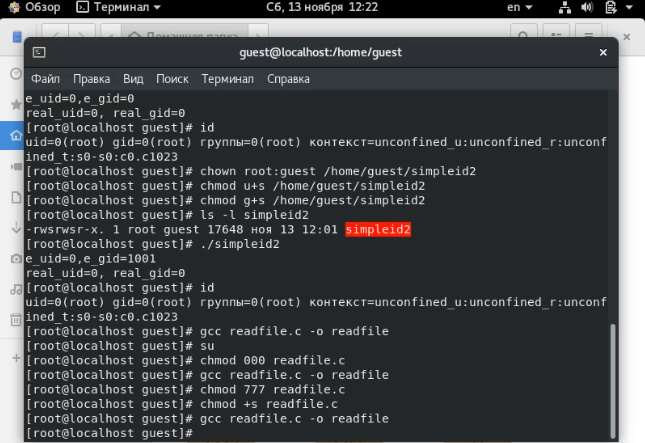 Обзор Терминал Сб, 13 ноября 12:22 en
Домашняя папка
guest@localhost:/home/guest
Файл Правка Вид Поиск Терминал Справка
e_uid=0,e_gid=0
real_uid=0, real_gid=0
[root@localhost guest]# id
uid=0(root) gid=0(root) группы=0(root) контекст=unconfined_u:unconfined_r:unconf
ined_t:s0-s0:c0.c1023
[root@localhost guest]# chown root:guest /home/guest/simpleid2
[root@localhost guest]# chmod u+s /home/guest/simpleid2
[root@localhost guest]# chmod g+s /home/guest/simpleid2
[root@localhost guest]# ls -l simpleid2
-rwsrwsr-x. 1 root guest 17648 ноя 13 12:01 simpleid2
[root@localhost guest]# ./simpleid2
e_uid=0,e_gid=1001
real_uid=0, real_gid=0
[root@localhost guest]# id
uid=0(root) gid=0(root) группы=0(root) контекст=unconfined_u:unconfined_r:unconf
ined_t:s0-s0:c0.c1023
[root@localhost guest]# gcc readfile.c -o readfile
[root@localhost guest]# su
[root@localhost guest]# chmod 000 readfile.c
[root@localhost guest]# gcc readfile.c -o readfile
[root@localhost guest]# chmod 777 readfile.c
[root@localhost guest]# chmod +s readfile.c
[root@localhost guest]# gcc readfile.c -o readfile
[root@localhost guest]#